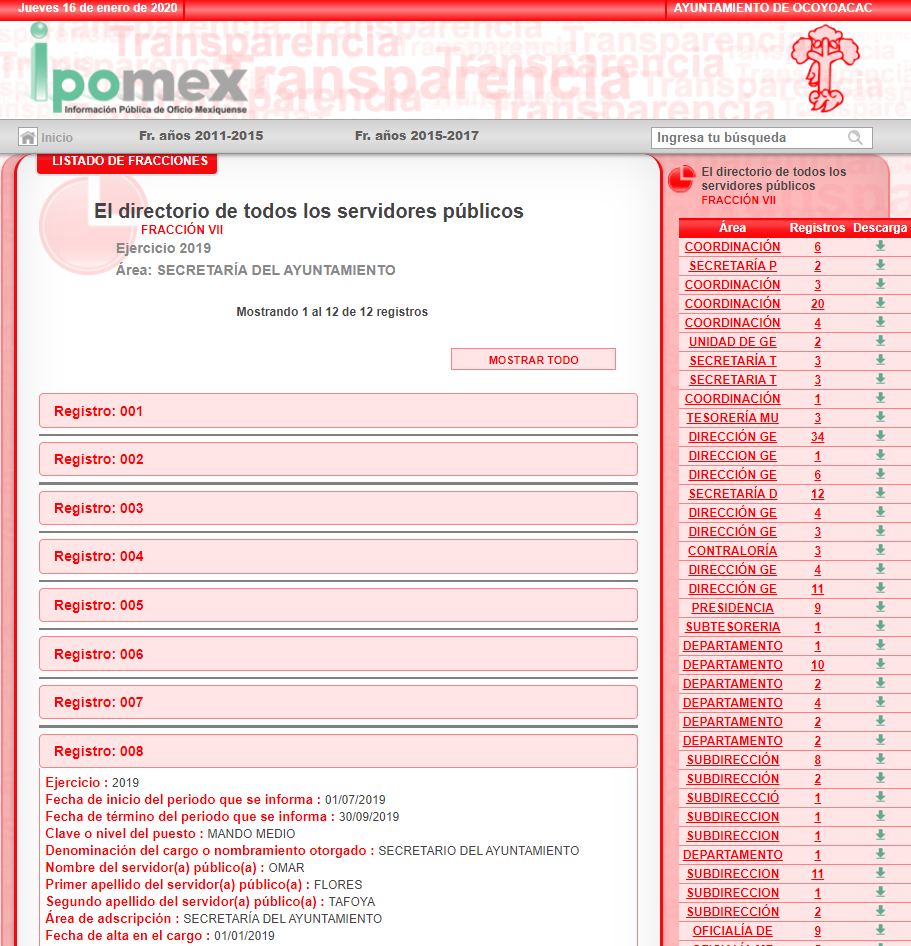 Jueves 16 de enero de 2020
AYUNTAMIENTO DE OCOYOACAC
Transparencia
Transparencia
Transparencia
ipomex
Información Pública de Oficio Mexiquense
Inicio
Fr. años 2011-2015
Fr. años 2015-2017
Ingresa tu búsqueda
LISTADO DE FRACCIONES
El directorio de todos los servidores públicos
FRACCIÓN VII
Ejercicio 2019
Área: SECRETARÍA DEL AYUNTAMIENTO
Mostrando 1 al 12 de 12 registros
MOSTRAR TODO
Registro: 001
Registro: 002
Registro: 003
Registro: 004
Registro: 005
Registro: 006
Registro: 007
Registro: 008
Ejercicio : 2019
Fecha de inicio del periodo que se informa : 01/07/2019
Fecha de término del periodo que se informa : 30/09/2019
Clave o nivel del puesto : MANDO MEDIO
Denominación del cargo o nombramiento otorgado : SECRETARIO DEL AYUNTAMIENTO
Nombre del servidor(a) público(a) : OMAR
Primer apellido del servidor(a) público(a) : FLORES
Segundo apellido del servidor(a) público(a) : TAFOYA
Área de adscripción : SECRETARÍA DEL AYUNTAMIENTO
Fecha de alta en el cargo : 01/01/2019
El directorio de todos los
servidores públicos
FRACCIÓN VII
Área Registros Descarga
COORDINACIÓN 6
SECRETARÍA P 2
COORDINACIÓN 3
COORDINACIÓN 20
COORDINACIÓN 4
UNIDAD DE GE 2
SECRETARÍA T 3
SECRETARIA T 3
COORDINACIÓN 1
TESORERÍA MU 3
DIRECCIÓN GE 34
DIRECCION GE 1
DIRECCIÓN GE 6
SECRETARÍA D 12
DIRECCIÓN GE 4
DIRECCIÓN GE 3
CONTRALORÍA 3
DIRECCIÓN GE 4
DIRECCIÓN GE 11
PRESIDENCIA 9
SUBTESORERIA 1
DEPARTAMENTO 1
DEPARTAMENTO 10
DEPARTAMENTO 2
DEPARTAMENTO 4
DEPARTAMENTO 2
DEPARTAMENTO 2
SUBDIRECCIÓN 8
SUBDIRECCIÓN 2
SUBDIRECCCIÓ 1
SUBDIRECCION 1
SUBDIRECCIÓN 1
DEPARTAMENTO 1
SUBDIRECCIÓN 11
SUBDIRECCIÓN 1
SUBDIRECCIÓN 2
OFICIALÍA DE 9